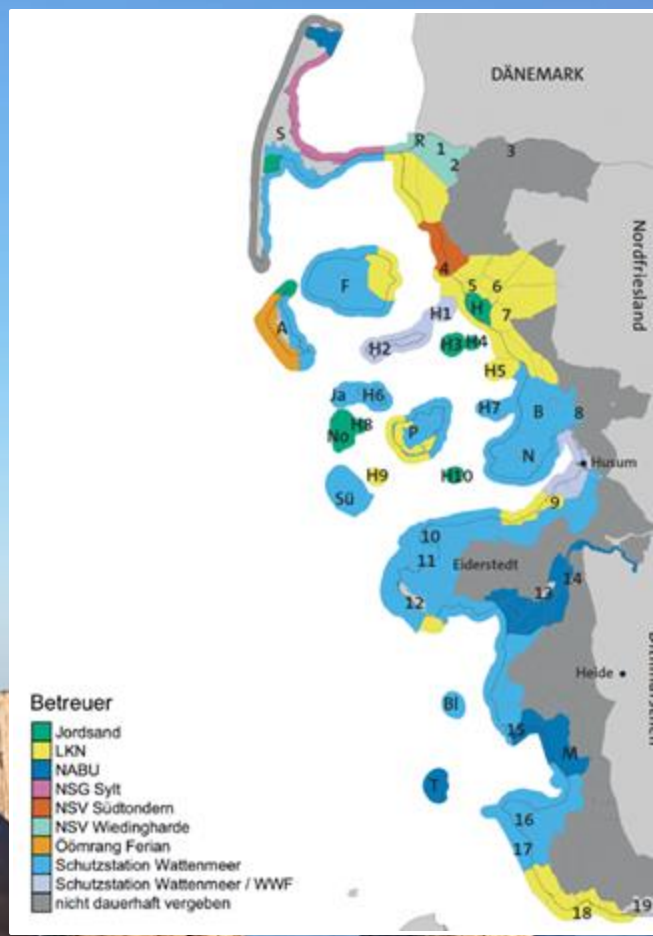 DÄNEMARK
S
R
1
2
3
Nordfriesland
4
5
6
F
H
7
H1
A
H2
H3
H4
H5
Ja
H6
H7
B
8
H8
No
P
N
Husum
H9
H10
Sü
9
10
11
Eiderstedt
14
12
13
Heide
Bl
15
M
T
16
17
18
19
Betreuer
Jordsand
LKN
NABU
NSG Sylt
NSV Südtondern
NSV Wiedingharde
Öömrang Ferian
Schutzstation Wattenmeer
Schutzstation Wattenmeer / WWF
nicht dauerhaft vergeben